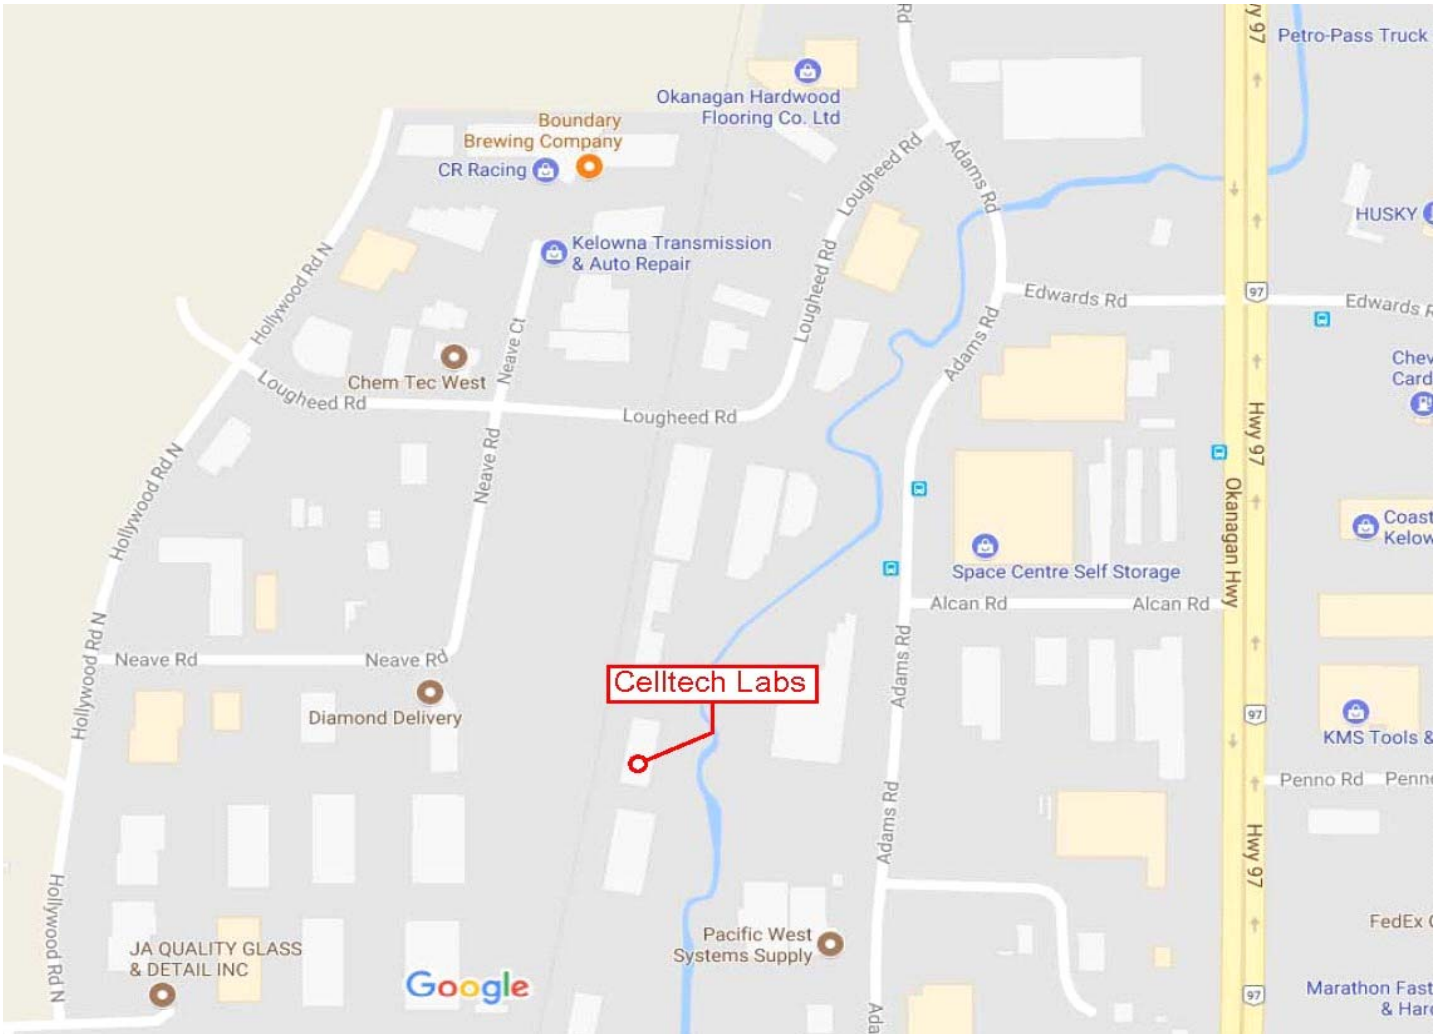 Rd
Hwy 97
Petro-Pass Truck
Okanagan Hardwood
Flooring Co. Ltd
Boundary
Brewing Company
CR Racing
Lougheed Rd
Adams Rd
HUSKY
Kelowna Transmission
& Auto Repair
Hollywood Rd N
Lougheed Rd
97
Edwards Rd
Edwards R
Neave Ct
Adams Rd
Chem Tec West
Chev
Card
Lougheed Rd
Lougheed Rd
Hwy 97
Neave Rd
Hollywood Rd N
Okanagan Hwy
Coast
Kelow
Space Centre Self Storage
Alcan Rd
Alcan Rd
Hollywood Rd N
Neave Rd
Neave Rd
Adams Rd
Celltech Labs
Diamond Delivery
97
KMS Tools &
Penno Rd
Penn
Adams Rd
Hwy 97
Hollywood Rd N
JA QUALITY GLASS
& DETAIL INC
Pacific West
Systems Supply
FedEx
Google
97
Marathon Fast
& Har
Ada